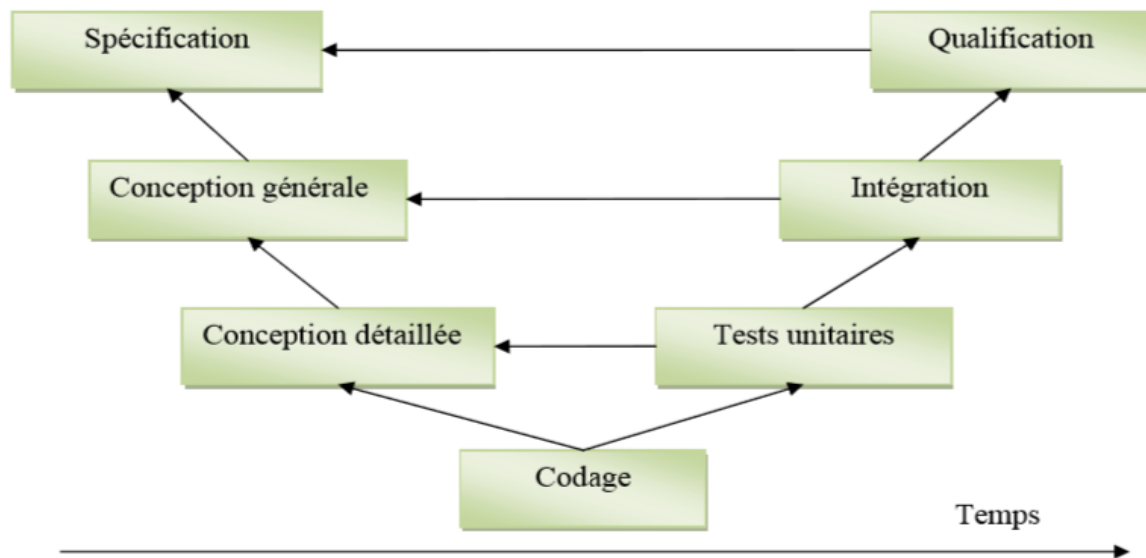 Spécification
Qualification
Conception générale
Intégration
Conception détaillée
Tests unitaires
Codage
Temps